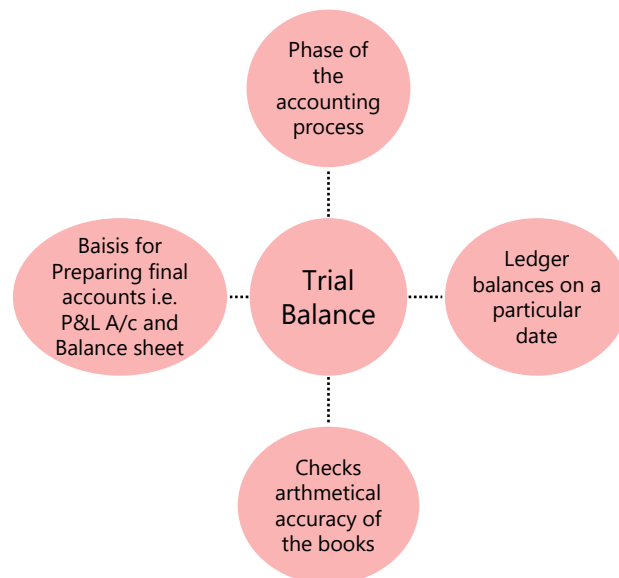 Phase of
the
accounting
process
Baisis for
Preparing final
accounts i.e.
P&L A/c and
Balance sheet
Trial
Balance
Ledger
balances on a
particular
date
Checks
arthmetical
accuracy of
the books